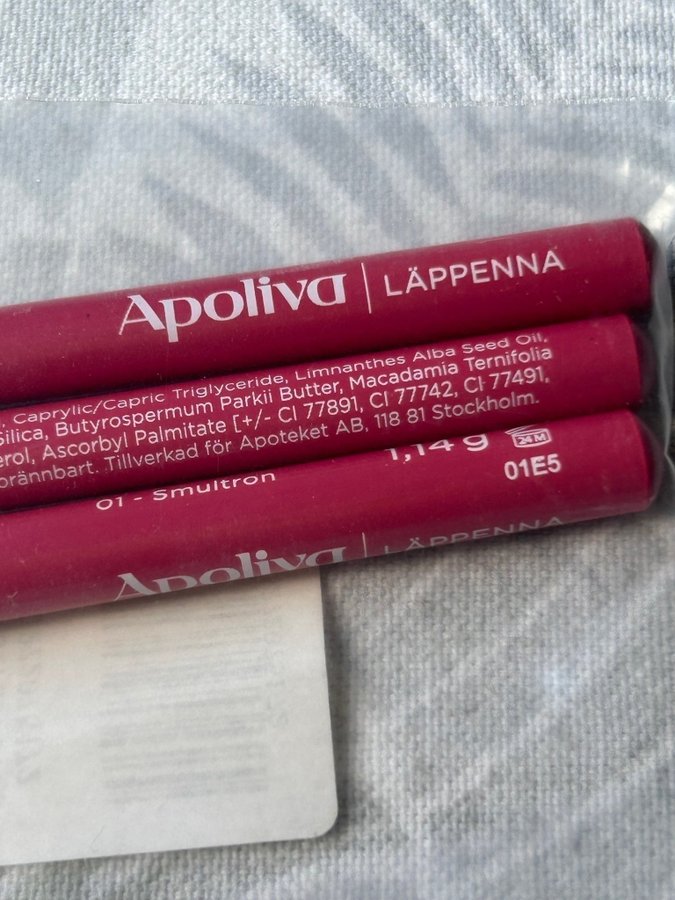 Apoliva | LÄPPENNA
Caprylic/Capric Triglyceride, Limnanthes Alba Seed Oil,
Silica, Butyrospermum Parkii Butter, Macadamia Ternifolia
erol, Ascorbyl Palmitate [+/- CI 77891, CI 77742, CI 77491,
brännbart. Tillverkad för Apoteket AB, 118 81 Stockholm.
01 - Smultron 1,14 g 24 M
01E5
Apoliva | LÄPPENNA